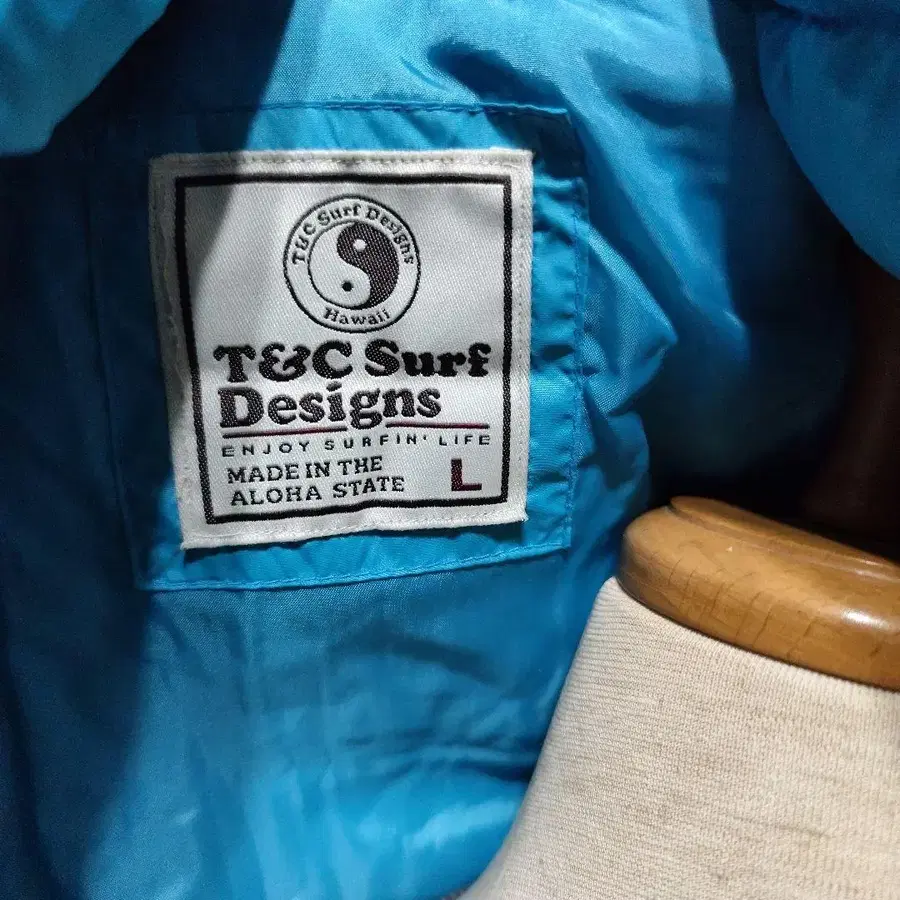 T&C Surf Designs
Hawaii
T&C Surf
Designs
ENJOY SURFIN' LIFE
MADE IN THE
ALOHA STATE
L